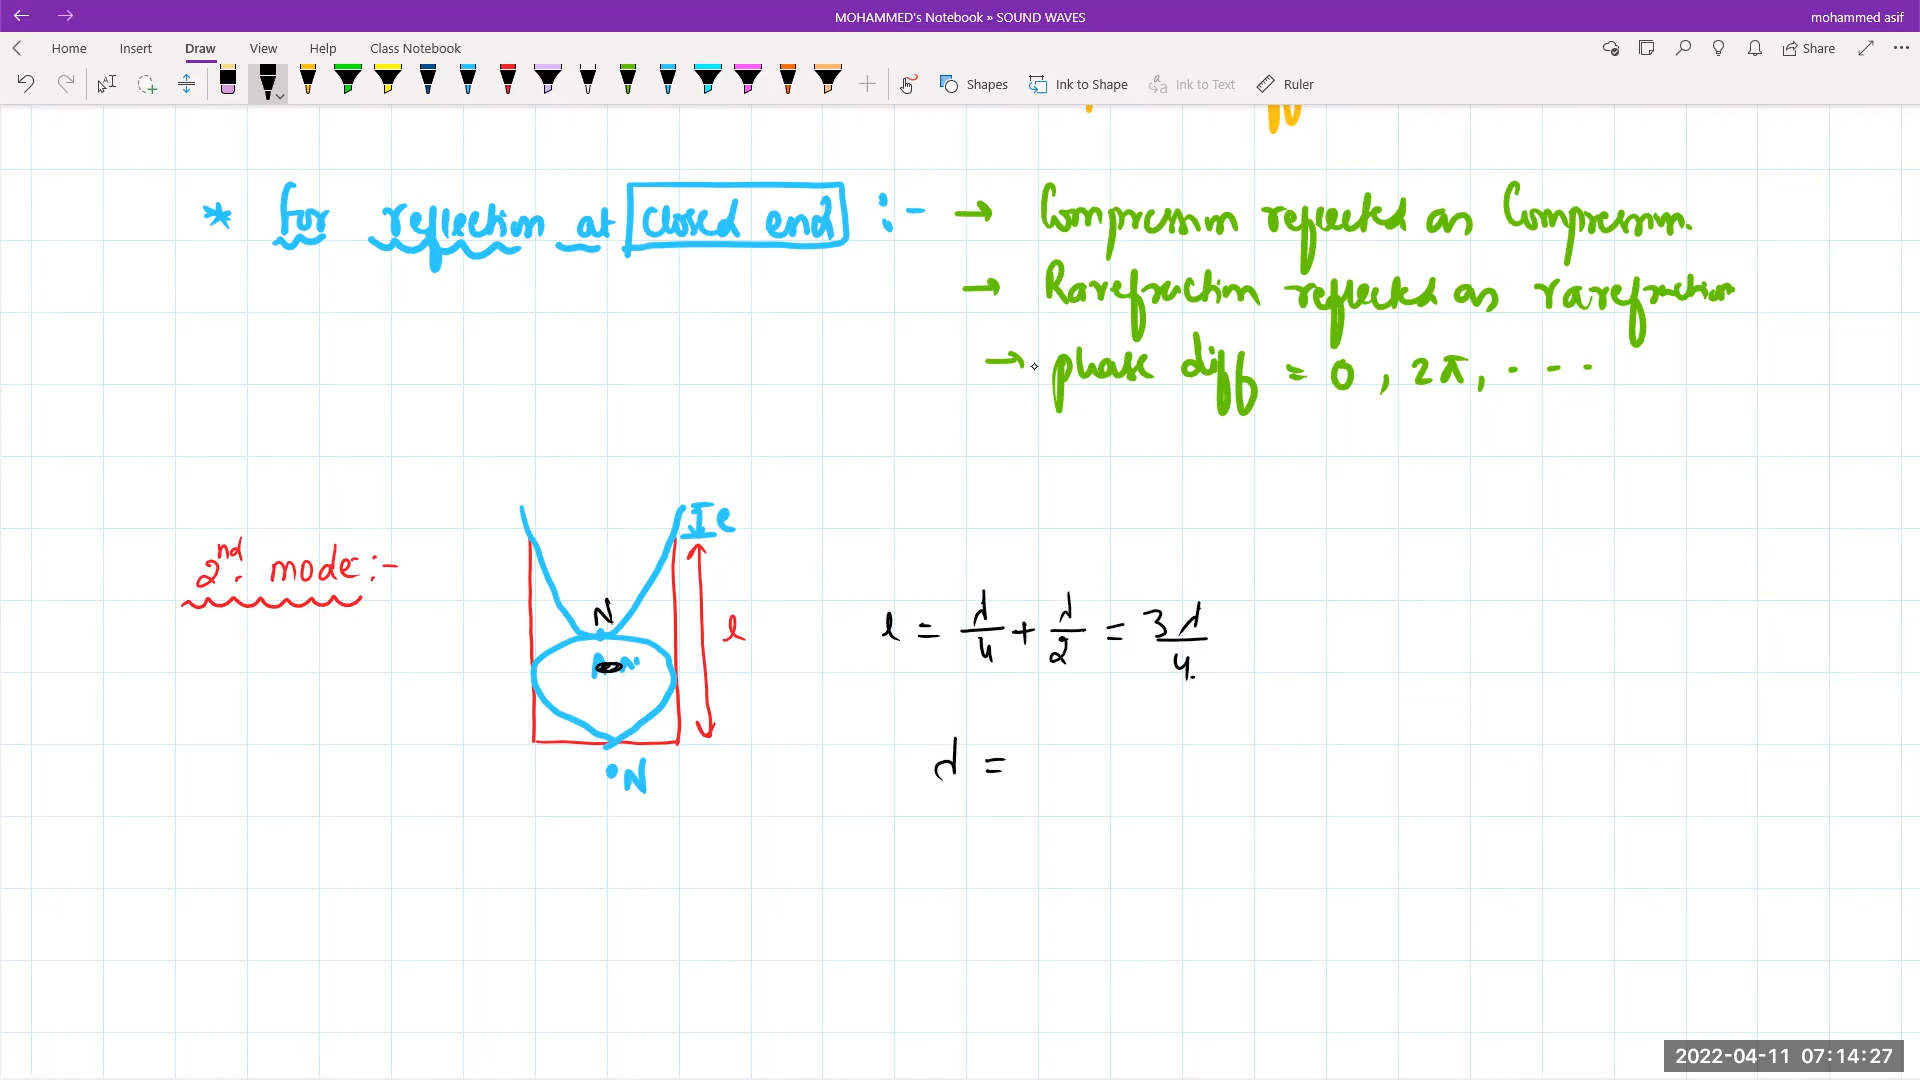 MOHAMMED's Notebook » SOUND WAVES
mohammed asif
Home Insert Draw View Help Class Notebook
Share
Shapes Ink to Shape Ink to Text Ruler
* for reflection at closed end :- → Compression reflected as Compression.
→ Rarefraction reflected as rarefraction
→ phase diff = 0, 2π, ....
2nd. mode:-
I e
N
l
N
l = λ/4 + λ/2 = 3λ/4.
λ =
2022-04-11 07:14:27